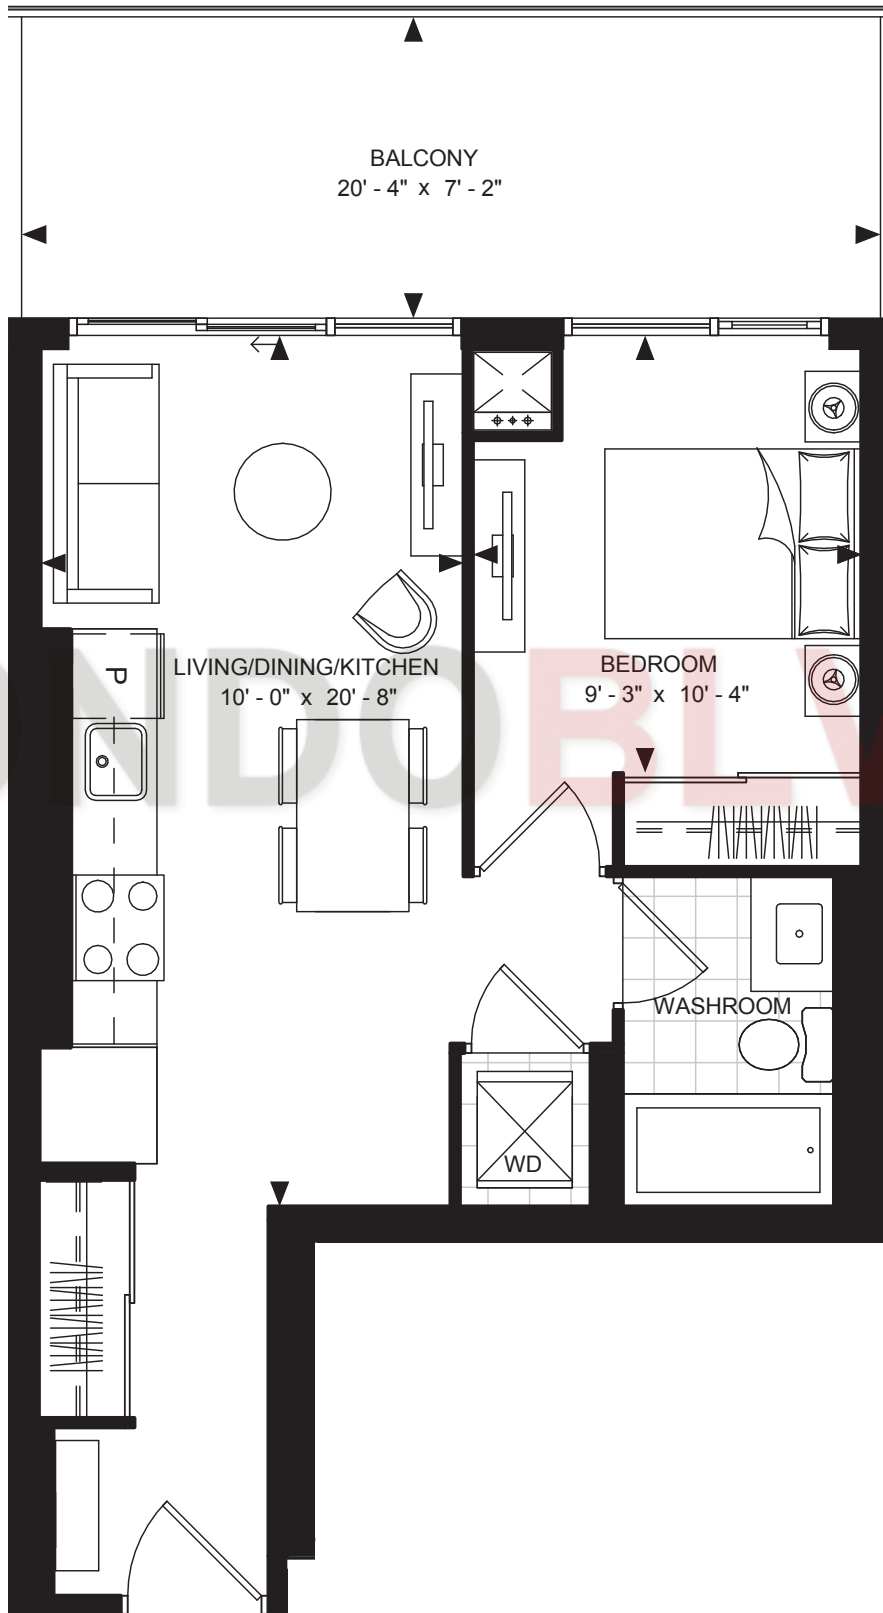 BALCONY
20' - 4" x 7' - 2"
P
LIVING/DINING/KITCHEN
10' - 0" x 20' - 8"
BEDROOM
9' - 3" x 10' - 4"
ONDOBLV
WASHROOM
WD